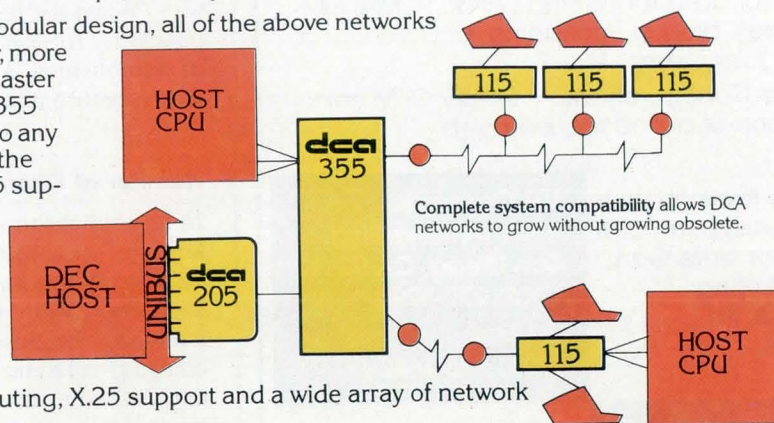 odular design, all of the above networks
more
aster
355
o any
the
5 sup-
HOST
CPU
dca
355
115
115
115
Complete system compatibility allows DCA
networks to grow without growing obsolete.
DEC
HOST
UNIBUS
dca
205
115
HOST
CPU
uting, X.25 support and a wide array of network